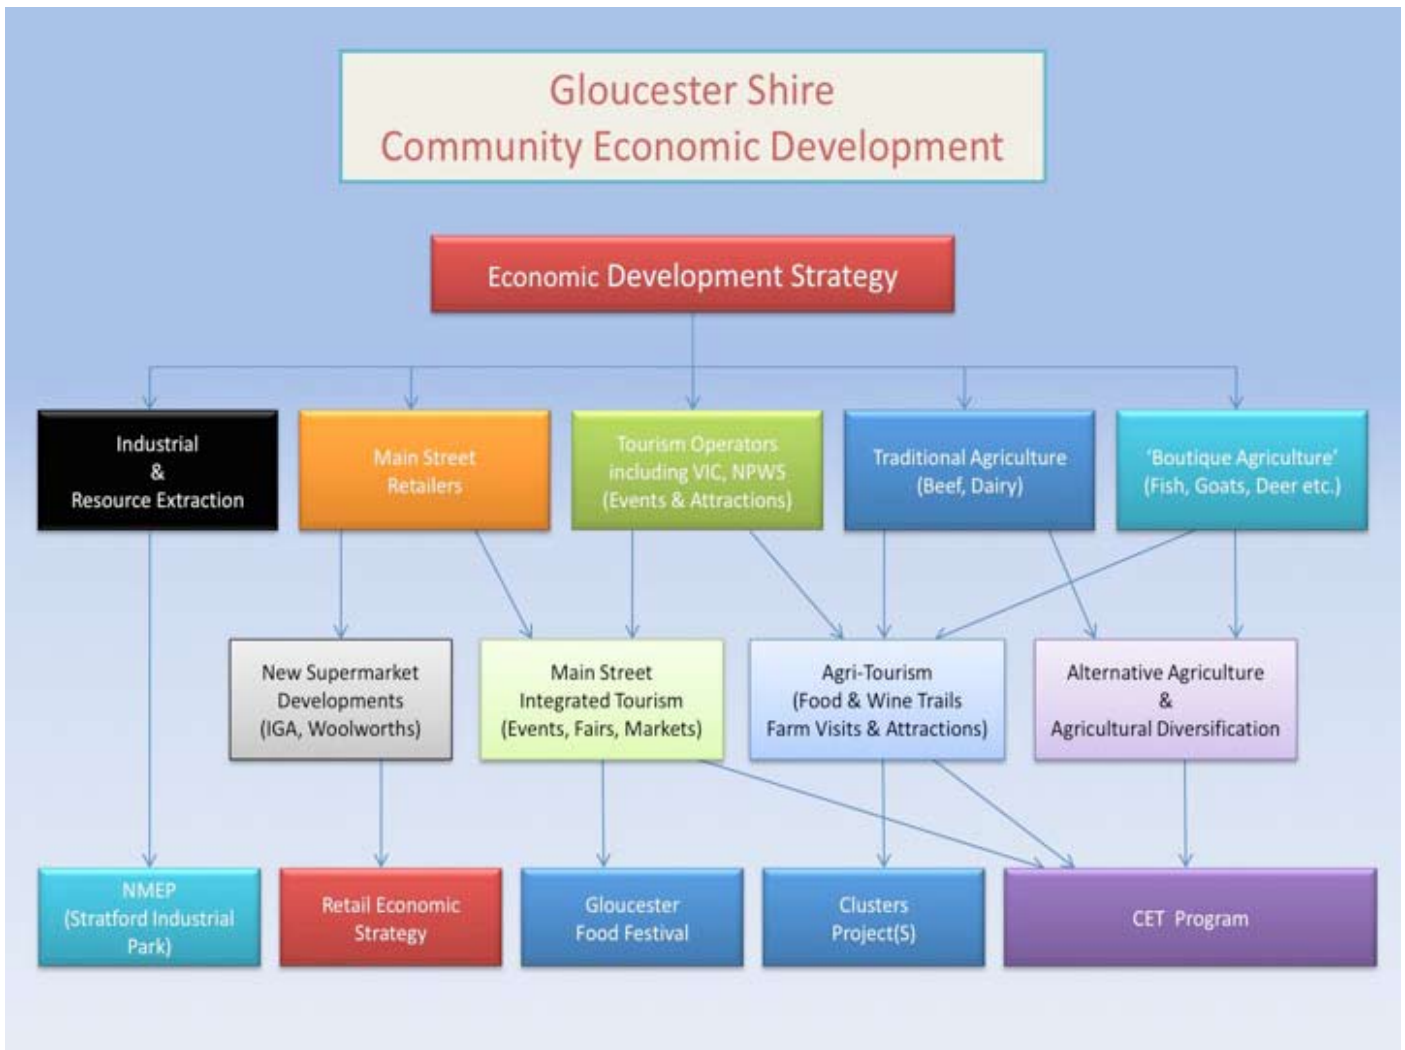 Gloucester Shire
Community Economic Development
Economic Development Strategy
Industrial
&
Resource Extraction
Main Street
Retailers
Tourism Operators
including VIC, NPWS
(Events & Attractions)
Traditional Agriculture
(Beef, Dairy)
‘Boutique Agriculture’
(Fish, Goats, Deer etc.)
New Supermarket
Developments
(IGA, Woolworths)
Main Street
Integrated Tourism
(Events, Fairs, Markets)
Agri-Tourism
(Food & Wine Trails
Farm Visits & Attractions)
Alternative Agriculture
&
Agricultural Diversification
NMEP
(Stratford Industrial
Park)
Retail Economic
Strategy
Gloucester
Food Festival
Clusters
Project(S)
CET Program